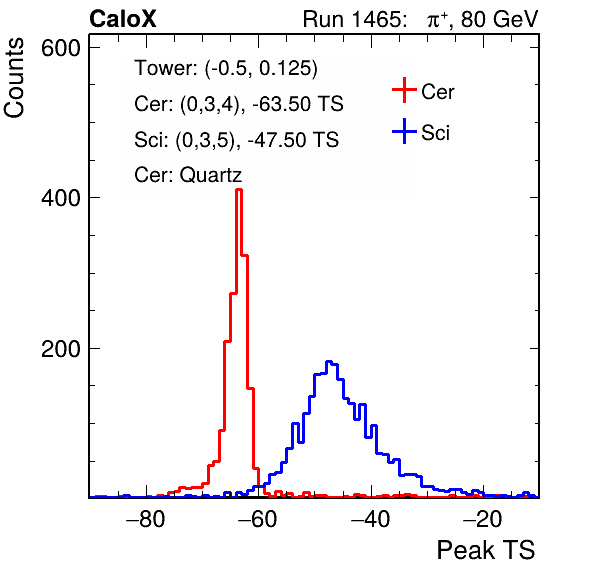 CaloX Run 1465: π⁺, 80 GeV
Counts
600
400
200
Tower: (-0.5, 0.125)
Cer: (0,3,4), -63.50 TS
Sci: (0,3,5), -47.50 TS
Cer: Quartz
Cer
Sci
−80 −60 −40 −20
Peak TS